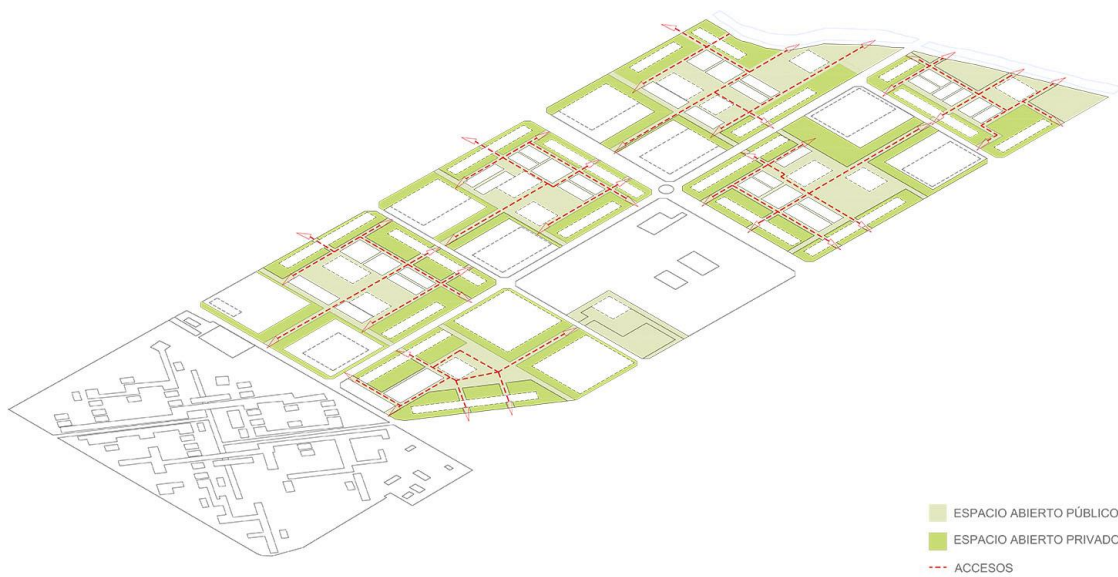 ESPACIO ABIERTO PÚBLICO
ESPACIO ABIERTO PRIVADO
ACCESOS